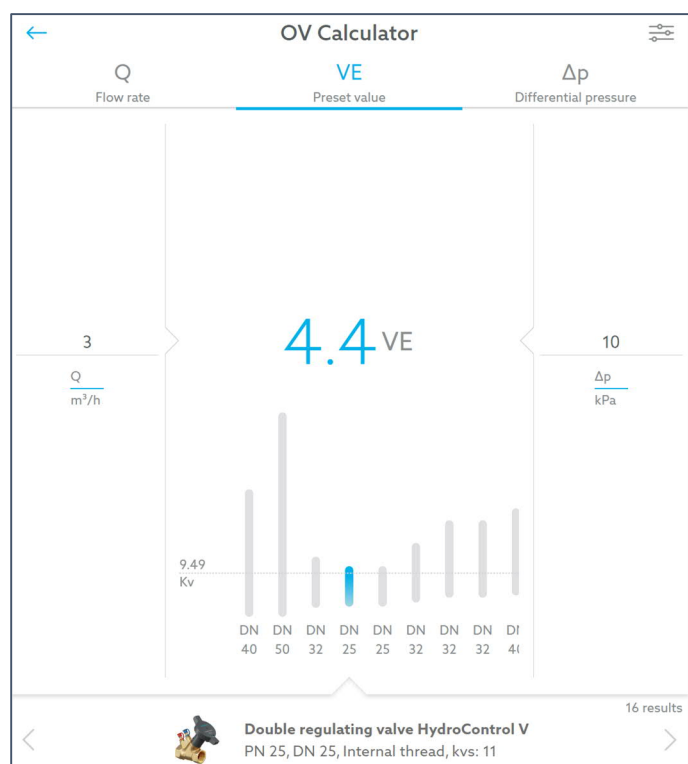 OV Calculator
Q
Flow rate
VE
Preset value
Δp
Differential pressure
3
Q
m³/h
4.4 VE
10
Δp
kPa
9.49
Kv
DN DN DN DN DN DN DN DN
40 50 32 25 25 32 32 32
16 results
Double regulating valve HydroControl V
PN 25, DN 25, Internal thread, kvs: 11